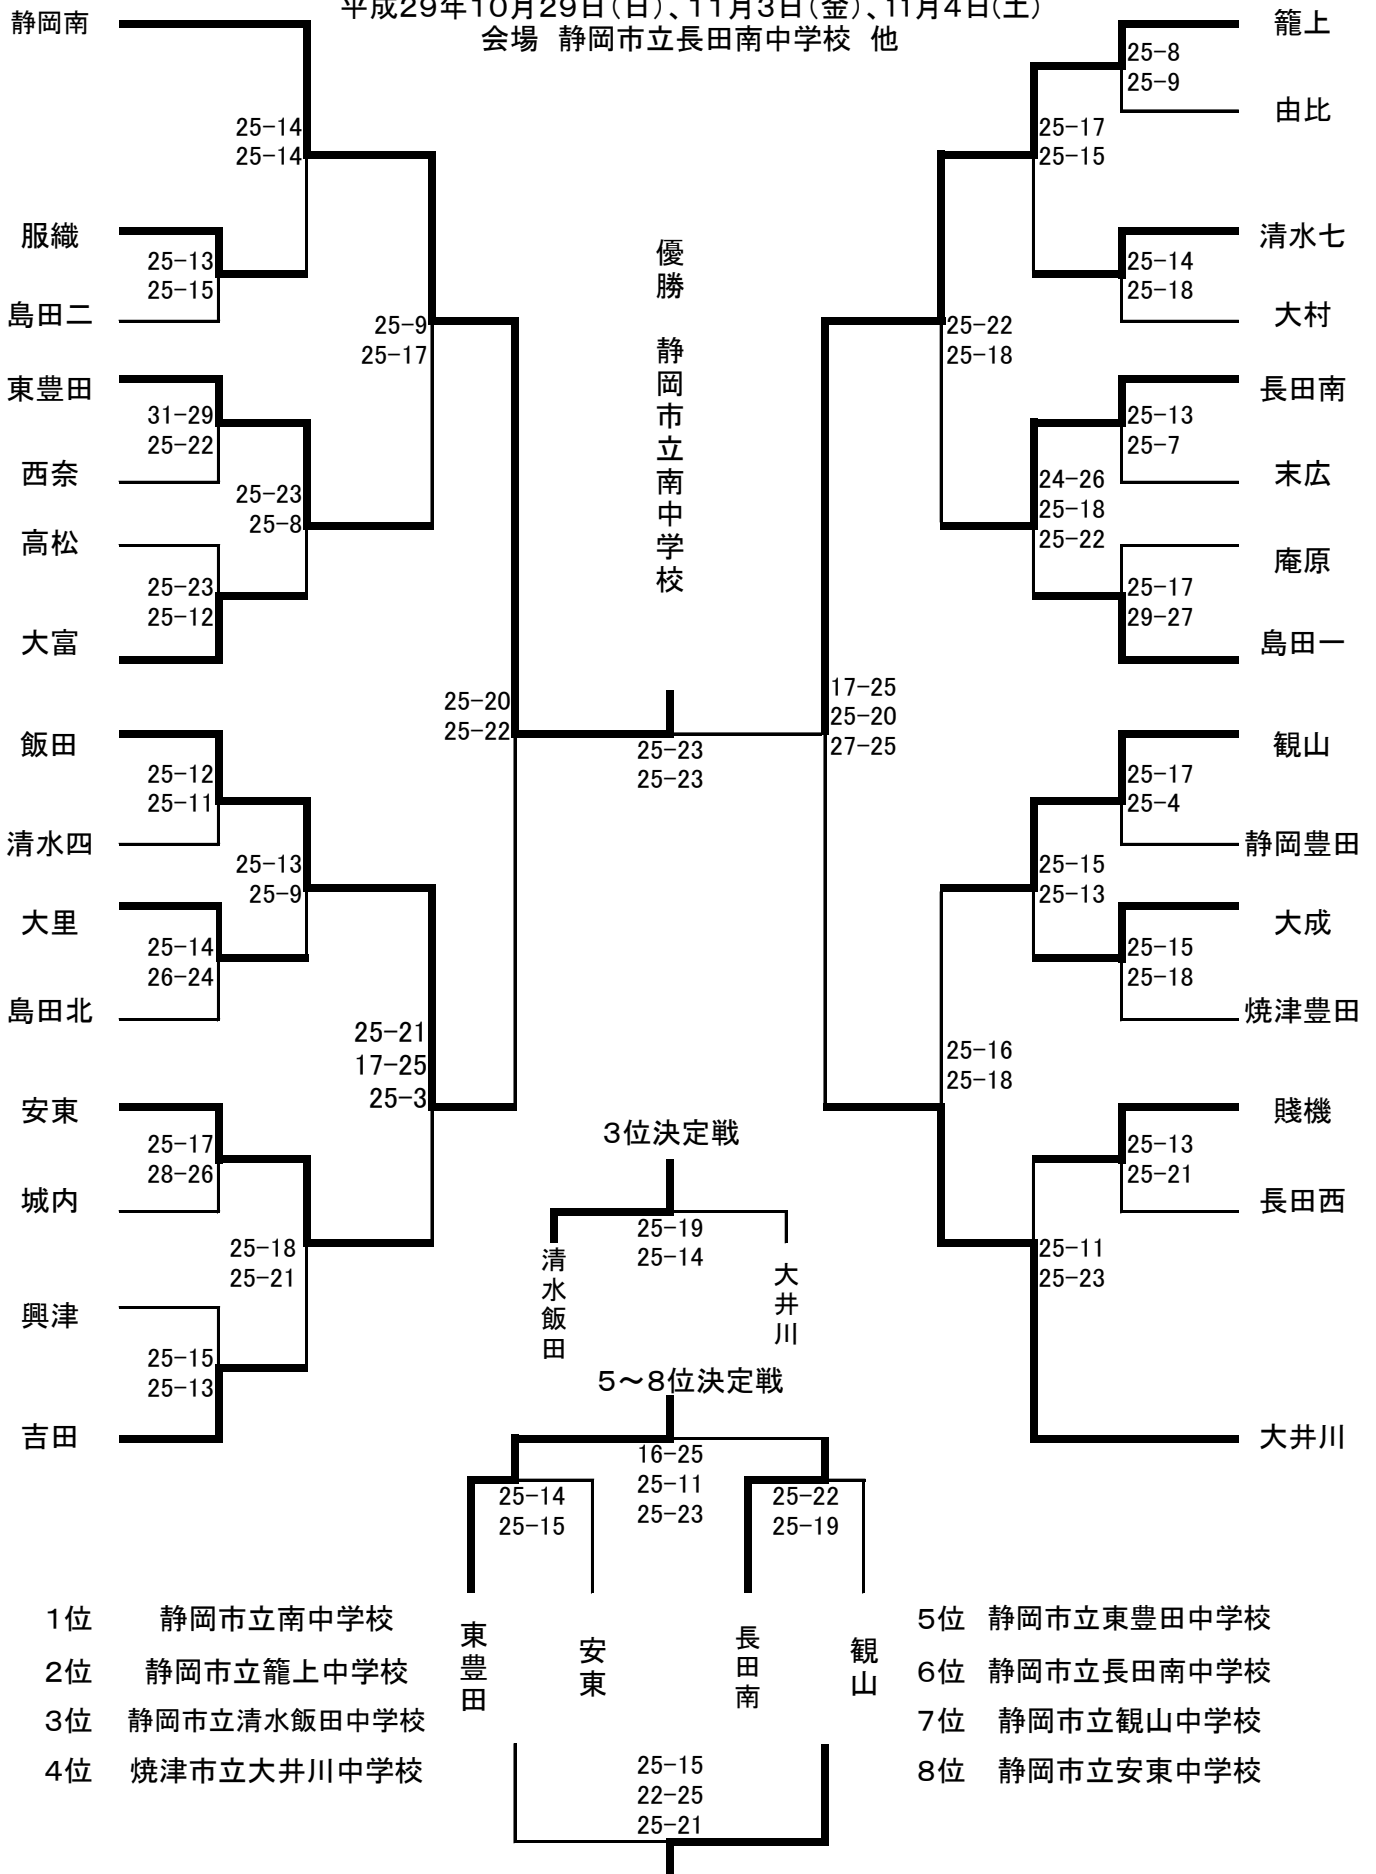 平成29年10月29日(日)、11月3日(金)、11月4日(土)
会場 静岡市立長田南中学校 他
静岡南
25-14
25-14
服織
25-13
25-15
島田二
25-9
25-17
東豊田
31-29
25-22
西奈
25-23
25-8
高松
25-23
25-12
大富
25-20
25-22
飯田
25-12
25-11
清水四
25-13
25-9
大里
25-14
26-24
島田北
25-21
17-25
25-3
安東
25-17
28-26
城内
25-18
25-21
興津
25-15
25-13
吉田
優勝 静岡市立南中学校
25-23
25-23
籠上
25-8
25-9
由比
25-17
25-15
清水七
25-14
25-18
大村
25-22
25-18
長田南
25-13
25-7
末広
24-26
25-18
25-22
庵原
25-17
29-27
島田一
17-25
25-20
27-25
観山
25-17
25-4
静岡豊田
25-15
25-13
大成
25-15
25-18
焼津豊田
25-16
25-18
賤機
25-13
25-21
長田西
25-11
25-23
大井川
3位決定戦
25-19
25-14
清水飯田
大井川
5~8位決定戦
16-25
25-11
25-23
25-14
25-15
25-22
25-19
東豊田
安東
長田南
観山
25-15
22-25
25-21
1位 静岡市立南中学校
2位 静岡市立籠上中学校
3位 静岡市立清水飯田中学校
4位 焼津市立大井川中学校
5位 静岡市立東豊田中学校
6位 静岡市立長田南中学校
7位 静岡市立観山中学校
8位 静岡市立安東中学校